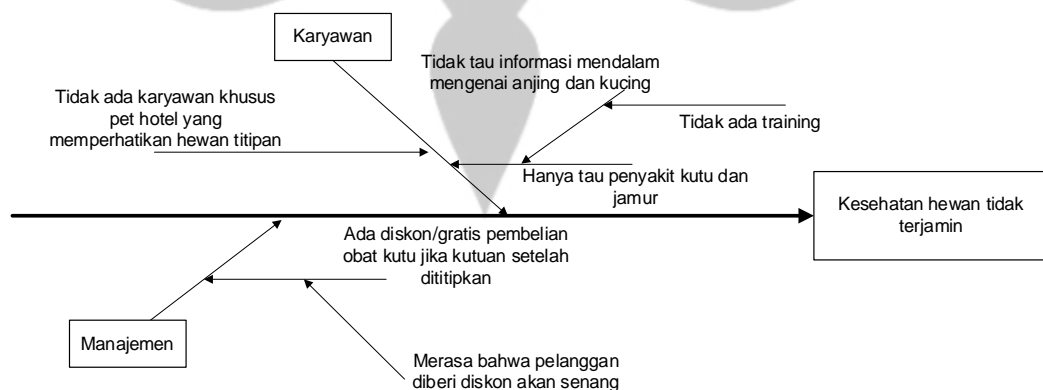 Karyawan
Tidak tau informasi mendalam
mengenai anjing dan kucing
Tidak ada karyawan khusus
pet hotel yang
memperhatikan hewan titipan
Tidak ada training
Hanya tau penyakit kutu dan
jamur
Kesehatan hewan tidak
terjamin
Ada diskon/gratis pembelian
obat kutu jika kutuan setelah
dititipkan
Manajemen
Merasa bahwa pelanggan
diberi diskon akan senang